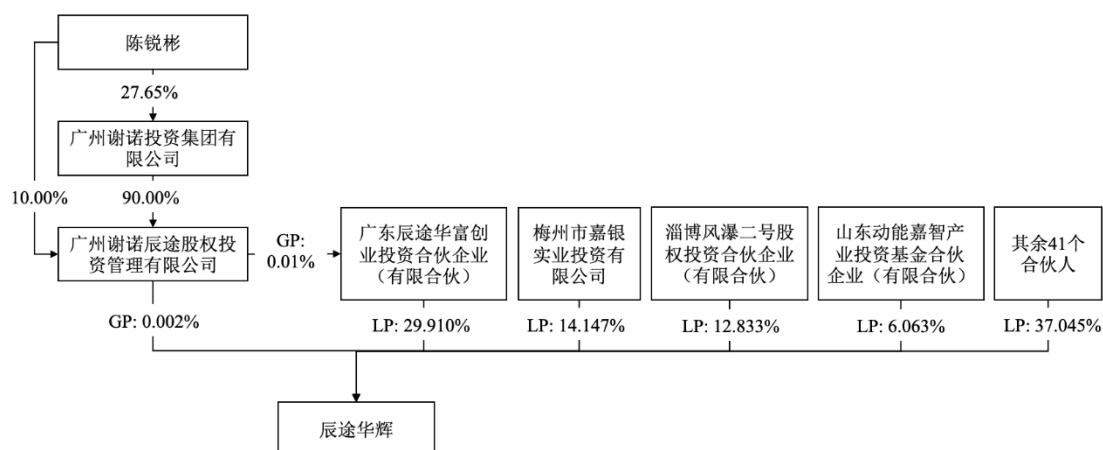 陈锐彬
27.65%
广州谢诺投资集团有
限公司
10.00%
90.00%
广州谢诺辰途股权投
资管理有限公司
GP:
0.01%
广东辰途华富创
业投资合伙企业
（有限合伙）
梅州市嘉银
实业投资有
限公司
淄博风瀑二号股
权投资合伙企业
（有限合伙）
山东动能嘉智产
业投资基金合伙
企业（有限合伙）
其余41个
合伙人
GP: 0.002%
LP: 29.910%
LP: 14.147%
LP: 12.833%
LP: 6.063%
LP: 37.045%
辰途华辉